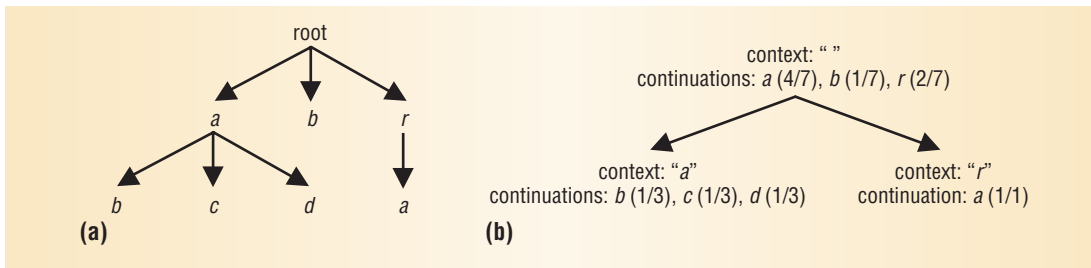 root
a b r
b c d a
(a)
context: “ ”
continuations: a (4/7), b (1/7), r (2/7)
context: “a”
continuations: b (1/3), c (1/3), d (1/3)
context: “r”
continuation: a (1/1)
(b)